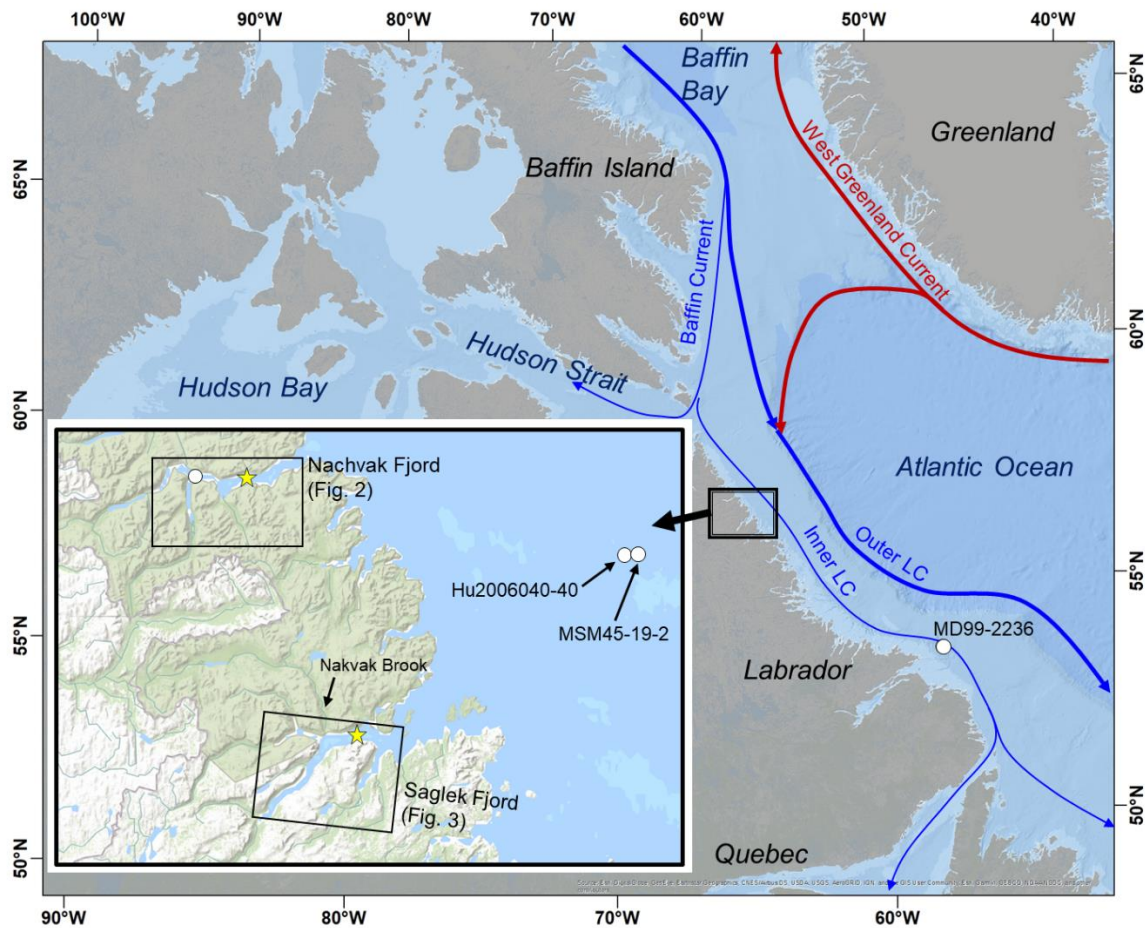 100°W 90°W 80°W 70°W 65°W 60°W 50°W 40°W
65°N
65°N
60°N
60°N
55°N
55°N
50°N
50°N
90°W 80°W 70°W 60°W
Baffin
Bay
Greenland
Baffin Island
West Greenland Current
Baffin Current
Hudson Strait
Hudson Bay
Atlantic Ocean
Inner LC
Outer LC
MD99-2236
Labrador
Quebec
Nachvak Fjord
(Fig. 2)
Hu2006040-40
MSM45-19-2
Nakvak Brook
Saglek Fjord
(Fig. 3)